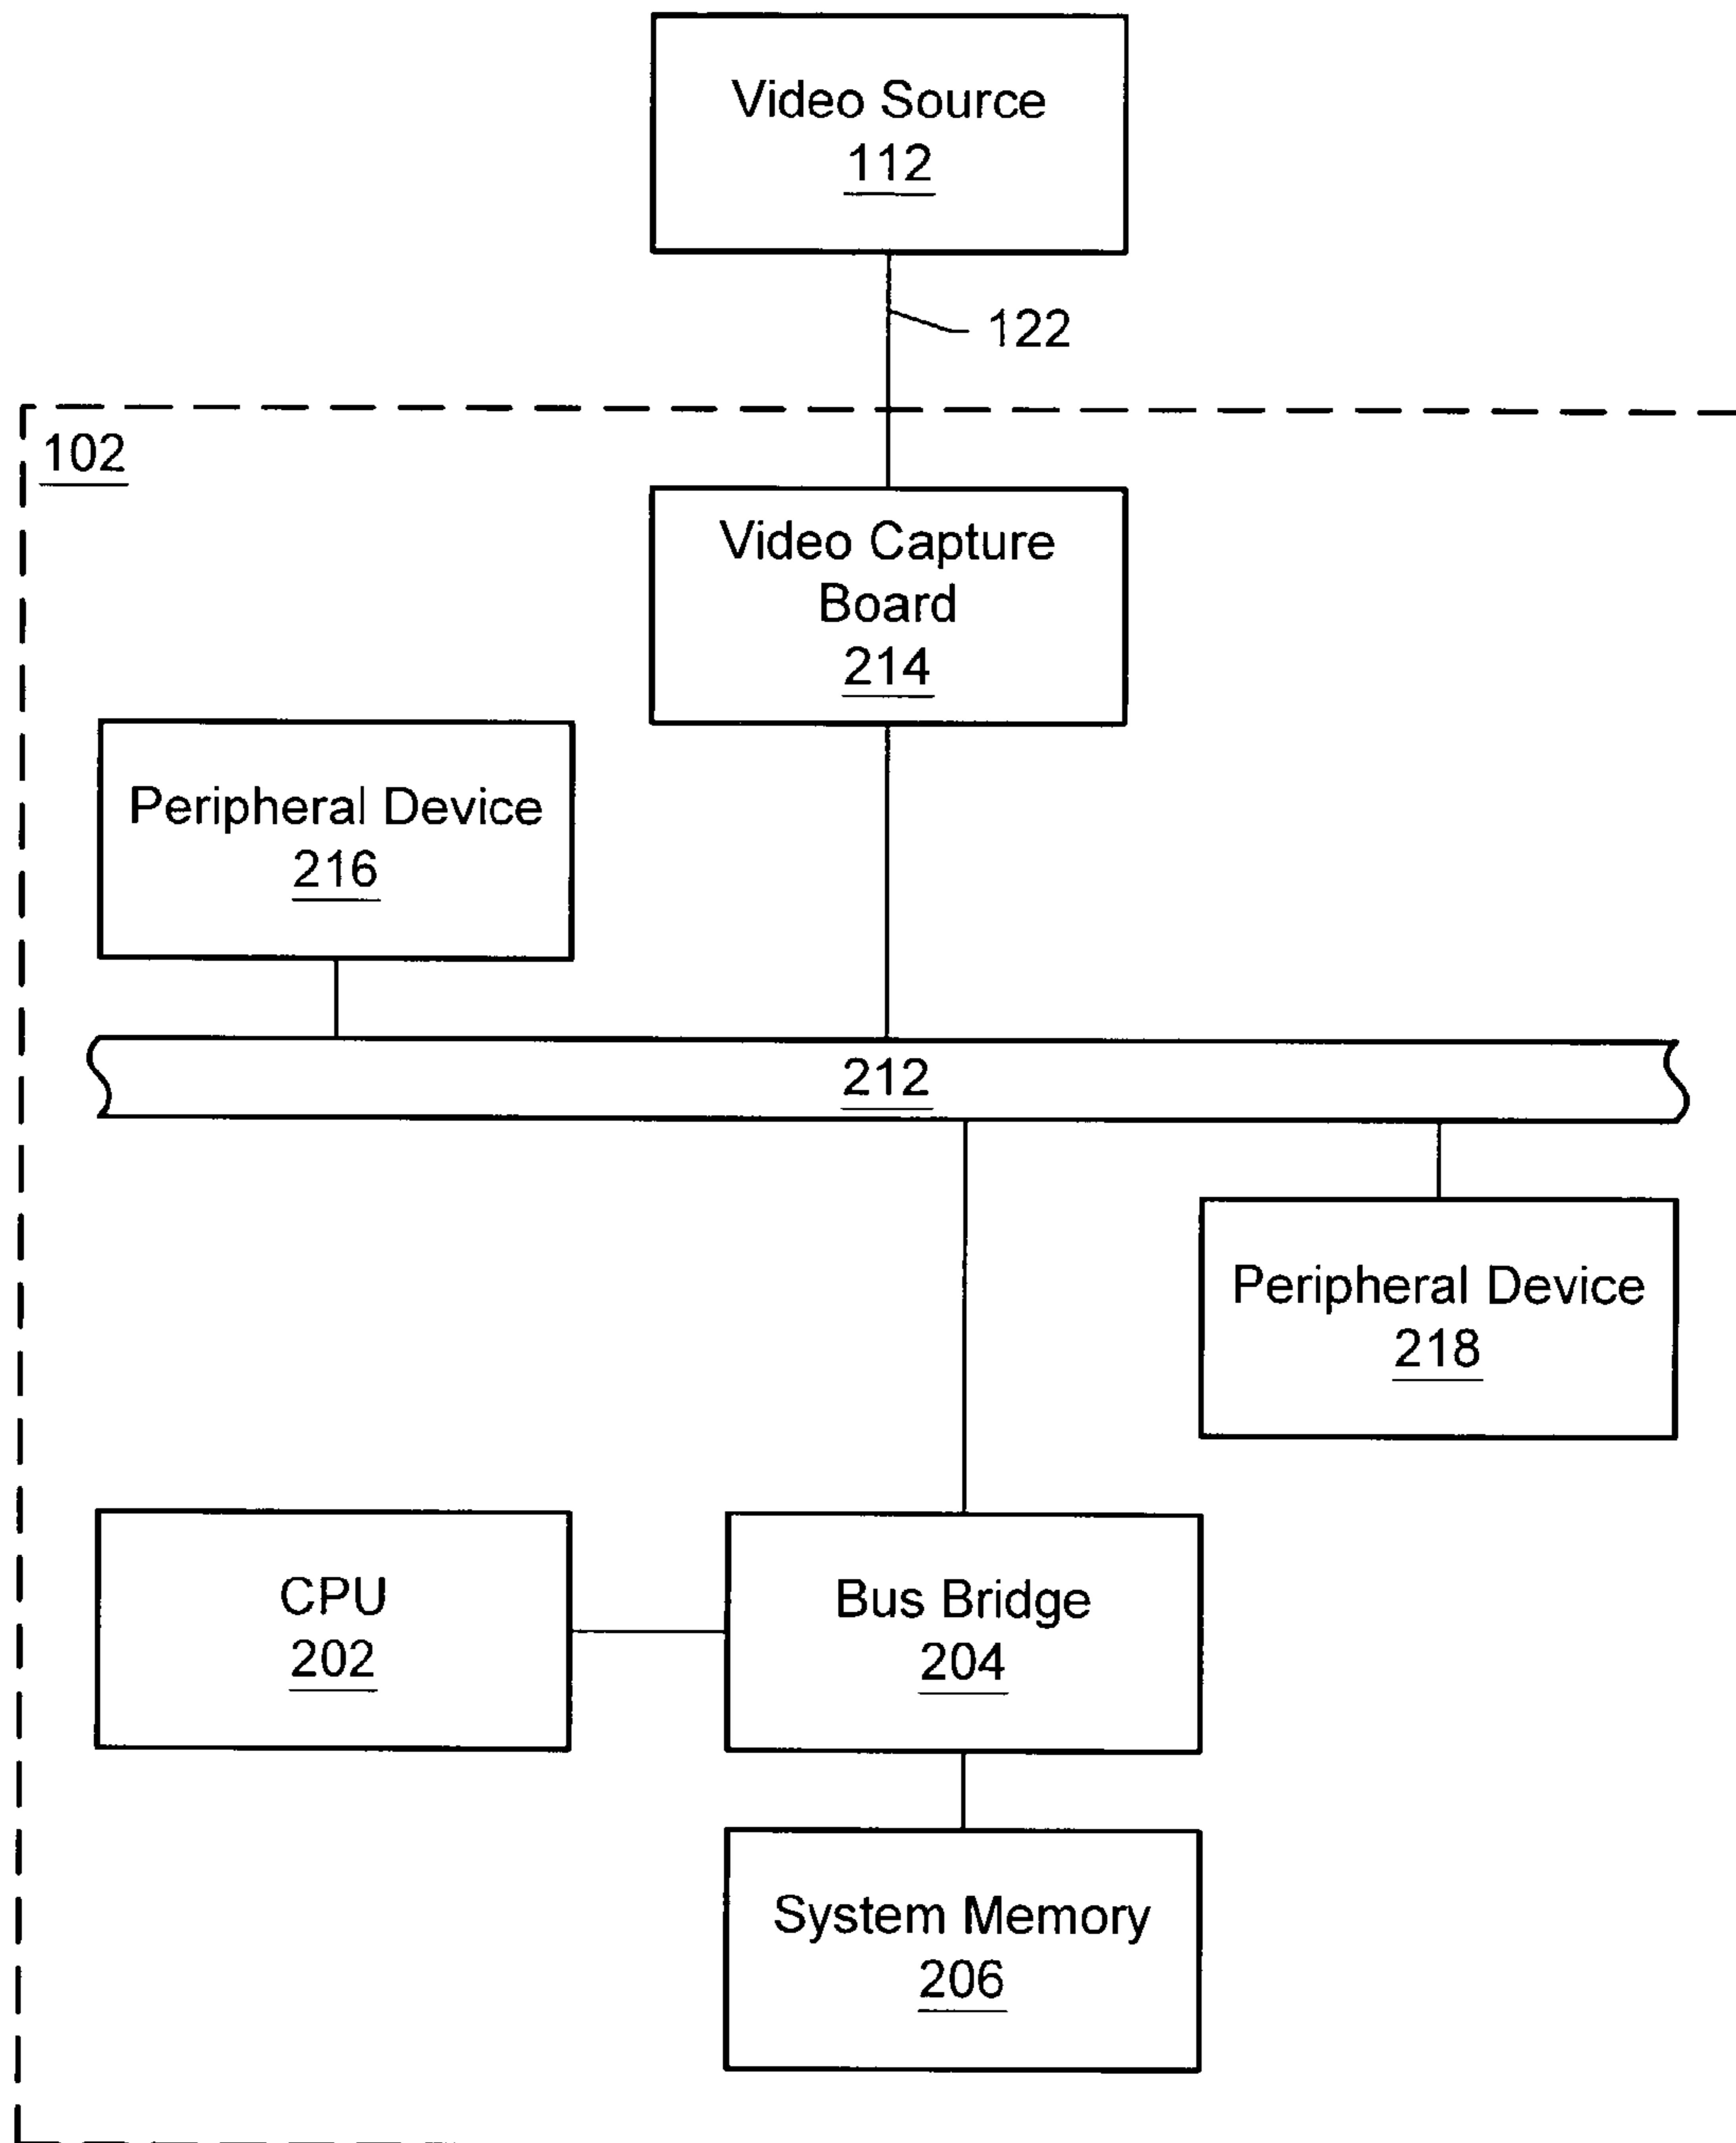 Video Source
112
122
102
Video Capture
Board
214
Peripheral Device
216
212
Peripheral Device
218
CPU
202
Bus Bridge
204
System Memory
206